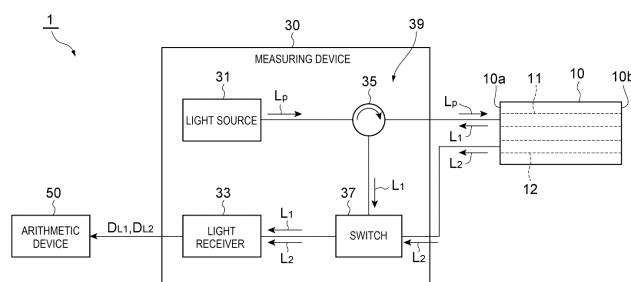 1
30
39
MEASURING DEVICE
31
LIGHT SOURCE
Lp
35
Lp
10a
11
10
10b
L1
L2
12
L1
50
ARITHMETIC DEVICE
DL1,DL2
33
LIGHT RECEIVER
L1
L2
37
SWITCH
L2